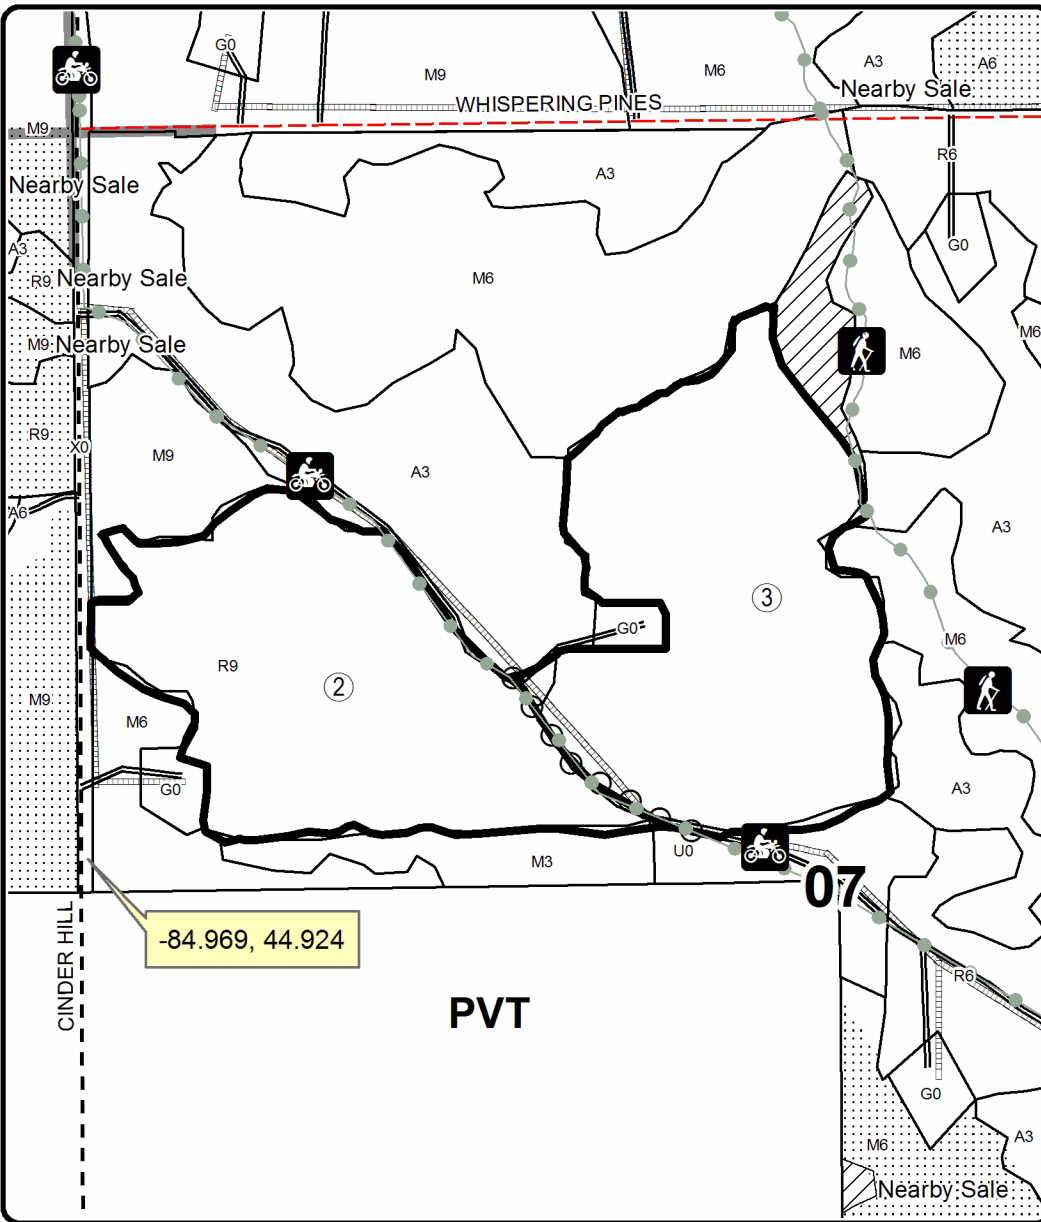 G0
M9
M6
A3
A6
Nearby Sale
WHISPERING PINES
M9
R6
A3
Nearby Sale
A3
G0
M6
R9 Nearby Sale
M6
M9 Nearby Sale
M6
R9
X0
M9
A3
A6
A3
3
G0
M6
R9
2
M9
M6
G0
A3
M3
U0
07
-84.969, 44.924
CINDER HILL
R6
PVT
G0
A3
M6
Nearby Sale